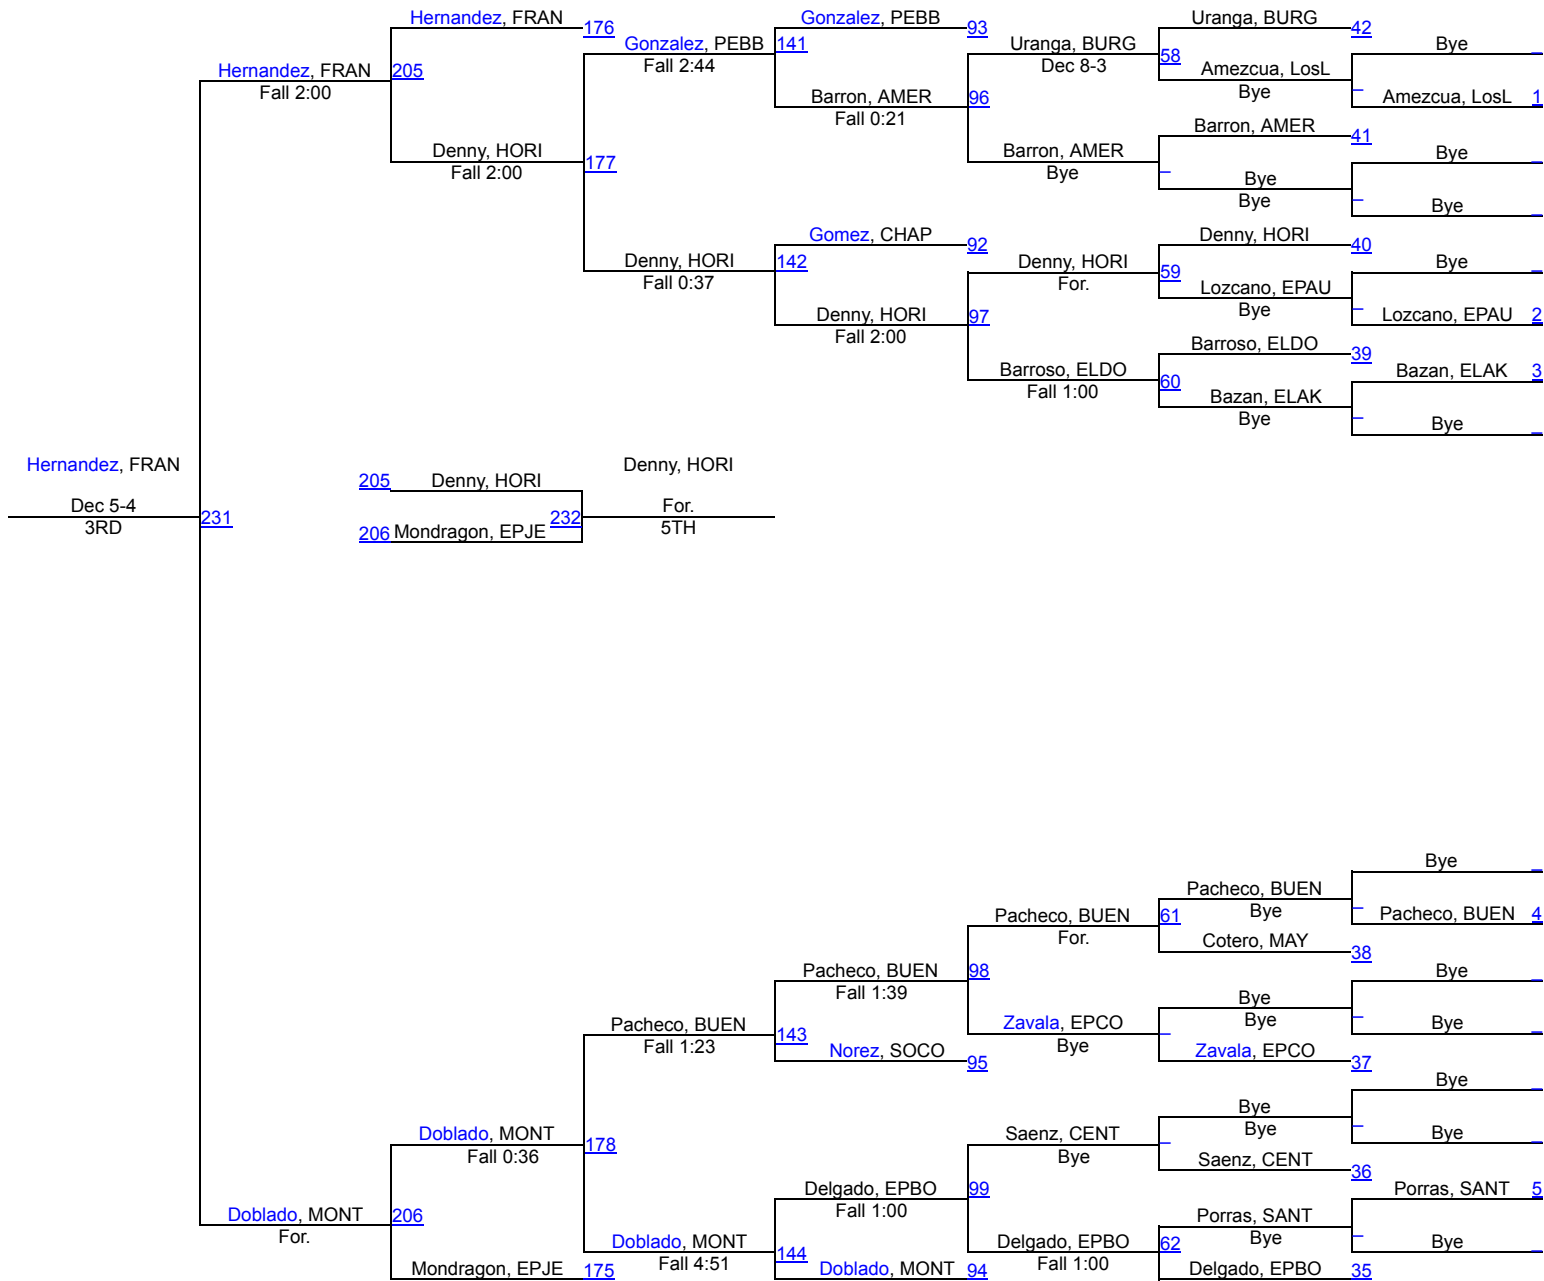 Hernandez, FRAN
176
Gonzalez, PEBB
93
Uranga, BURG
42
Gonzalez, PEBB
141
Uranga, BURG
58
Bye
_
Hernandez, FRAN
205
Fall 2:44
Dec 8-3
Amezcua, LosL
Fall 2:00
Barron, AMER
96
Bye
_
Amezcua, LosL
1
Fall 0:21
Barron, AMER
41
Denny, HORI
177
Barron, AMER
Bye
_
Fall 2:00
Bye
_
Bye
Bye
_
Bye
_
Gomez, CHAP
92
Denny, HORI
40
Denny, HORI
142
Denny, HORI
59
Bye
_
Fall 0:37
For.
Lozcano, EPAU
Denny, HORI
97
Bye
_
Lozcano, EPAU
2
Fall 2:00
Barroso, ELDO
39
Barroso, ELDO
60
Bazan, ELAK
3
Fall 1:00
Bazan, ELAK
Bye
_
Bye
_
Hernandez, FRAN
Denny, HORI
205
Denny, HORI
Dec 5-4
231
For.
3RD
206
Mondragon, EPJE
232
5TH
Bye
_
Pacheco, BUEN
Pacheco, BUEN
61
Bye
_
Pacheco, BUEN
4
For.
Cotero, MAY
38
Pacheco, BUEN
98
Bye
_
Fall 1:39
Bye
Pacheco, BUEN
143
Zavala, EPCO
_
Bye
_
Bye
_
Fall 1:23
Norez, SOCO
95
Bye
Zavala, EPCO
37
Bye
_
Bye
Doblado, MONT
178
Saenz, CENT
_
Bye
_
Bye
_
Fall 0:36
Bye
Saenz, CENT
36
Delgado, EPBO
99
Porras, SANT
5
Doblado, MONT
206
Fall 1:00
Porras, SANT
For.
Doblado, MONT
144
Delgado, EPBO
62
Bye
_
Bye
_
Mondragon, EPJE
175
Fall 4:51
Doblado, MONT
94
Fall 1:00
Delgado, EPBO
35